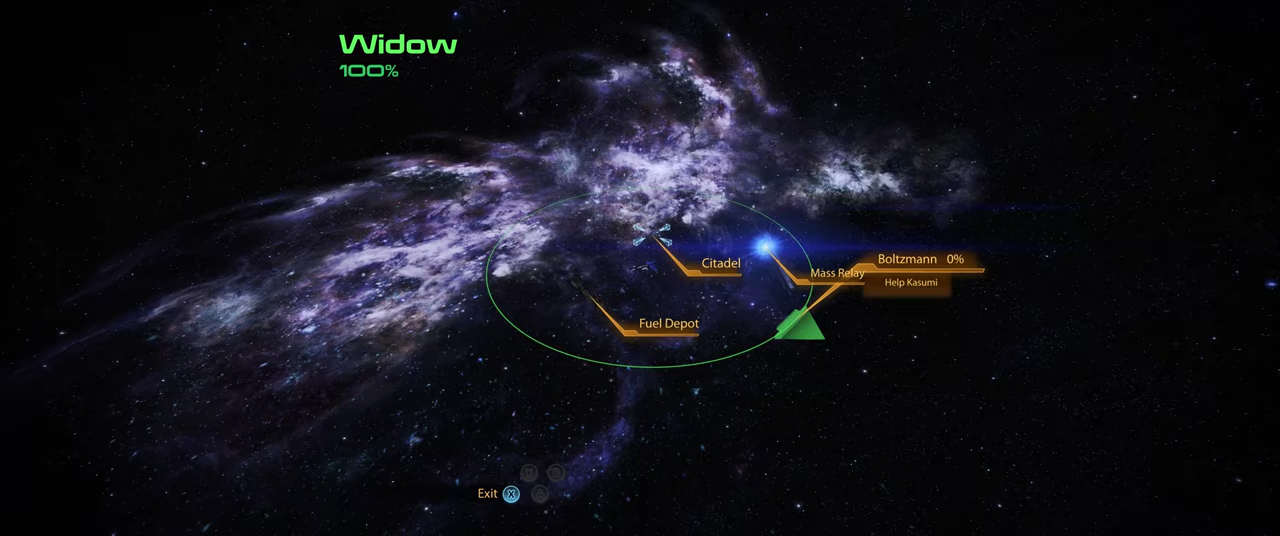 Widow
100%
Citadel
Mass Relay
Boltzmann 0%
Help Kasumi
Fuel Depot
Exit X